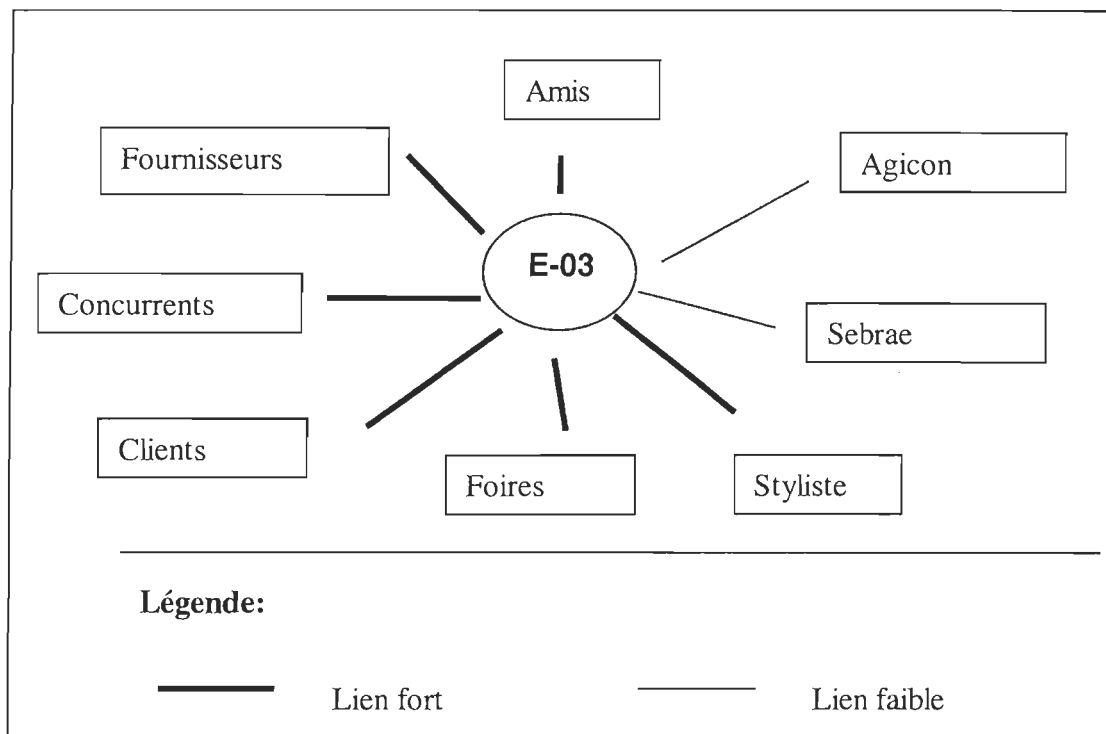 Amis
Fournisseurs
Agicon
E-03
Concurrents
Sebrae
Clients
Foires
Styliste
Légende:
Lien fort
Lien faible